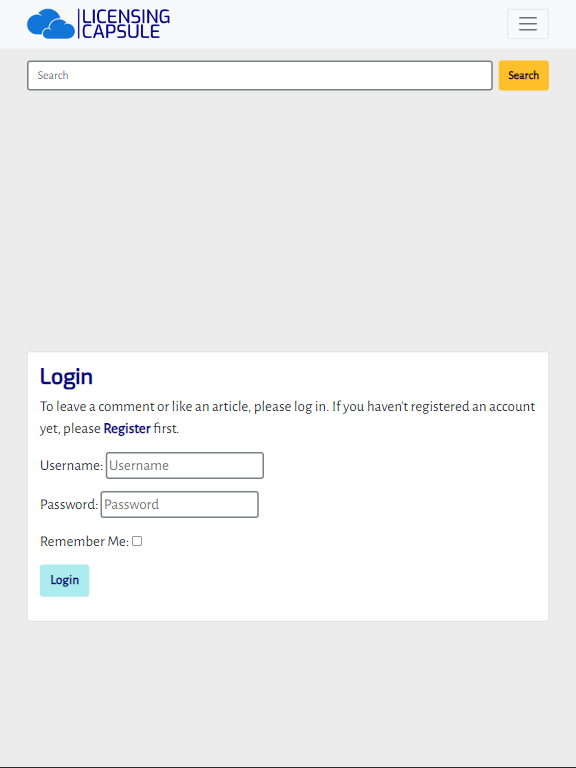 LICENSING
CAPSULE
Search
Search
Login
To leave a comment or like an article, please log in. If you haven't registered an account
yet, please Register first.
Username: Username
Password: Password
Remember Me:
Login